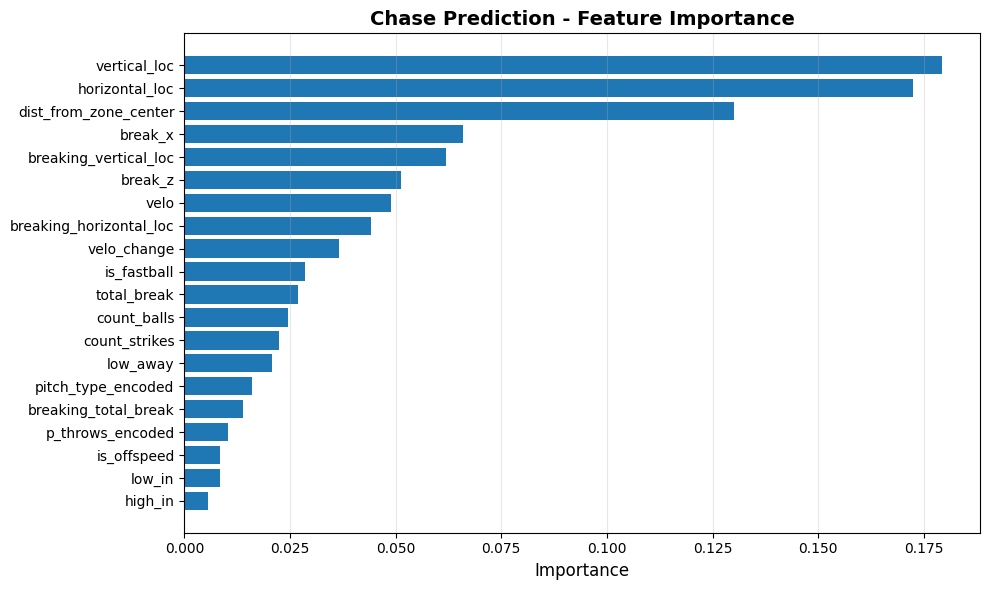 Chase Prediction - Feature Importance
vertical_loc
horizontal_loc
dist_from_zone_center
break_x
breaking_vertical_loc
break_z
velo
breaking_horizontal_loc
velo_change
is_fastball
total_break
count_balls
count_strikes
low_away
pitch_type_encoded
breaking_total_break
p_throws_encoded
is_offspeed
low_in
high_in
0.000 0.025 0.050 0.075 0.100 0.125 0.150 0.175
Importance